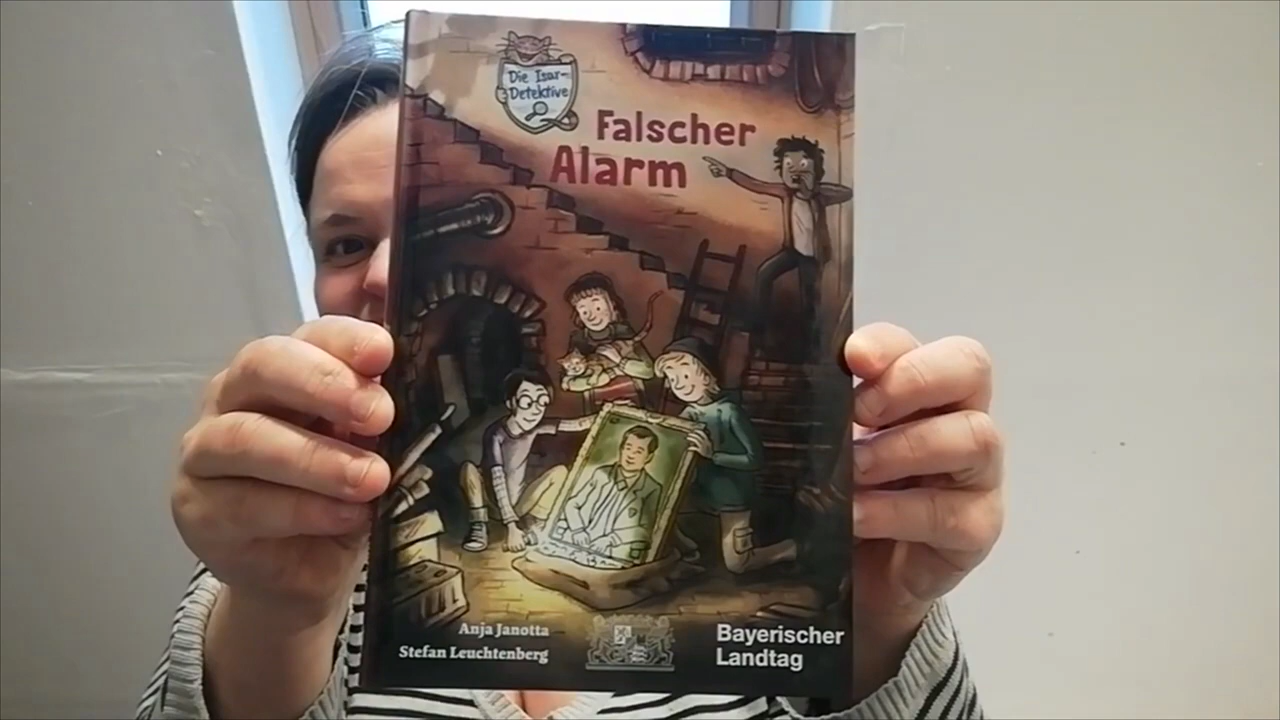 Die Isar-
Detektive
Falscher
Alarm
Anja Janotta
Stefan Leuchtenberg
Bayerischer
Landtag